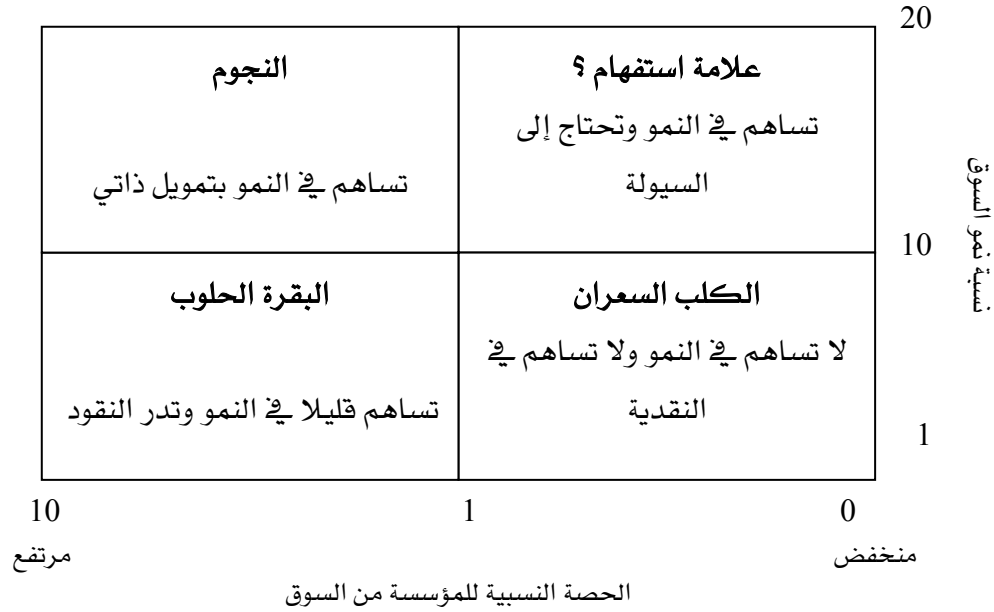 20
علامة استفهام ؟
تساهم في النمو وتحتاج إلى
السيولة
النجوم
تساهم في النمو بتمويل ذاتي
نسبة نمو السوق
10
الكلب السعران
لا تساهم في النمو ولا تساهم في
النقدية
البقرة الحلوب
تساهم قليلا في النمو وتدر النقود
1
0
1
10
منخفض
مرتفع
الحصة النسبية للمؤسسة من السوق